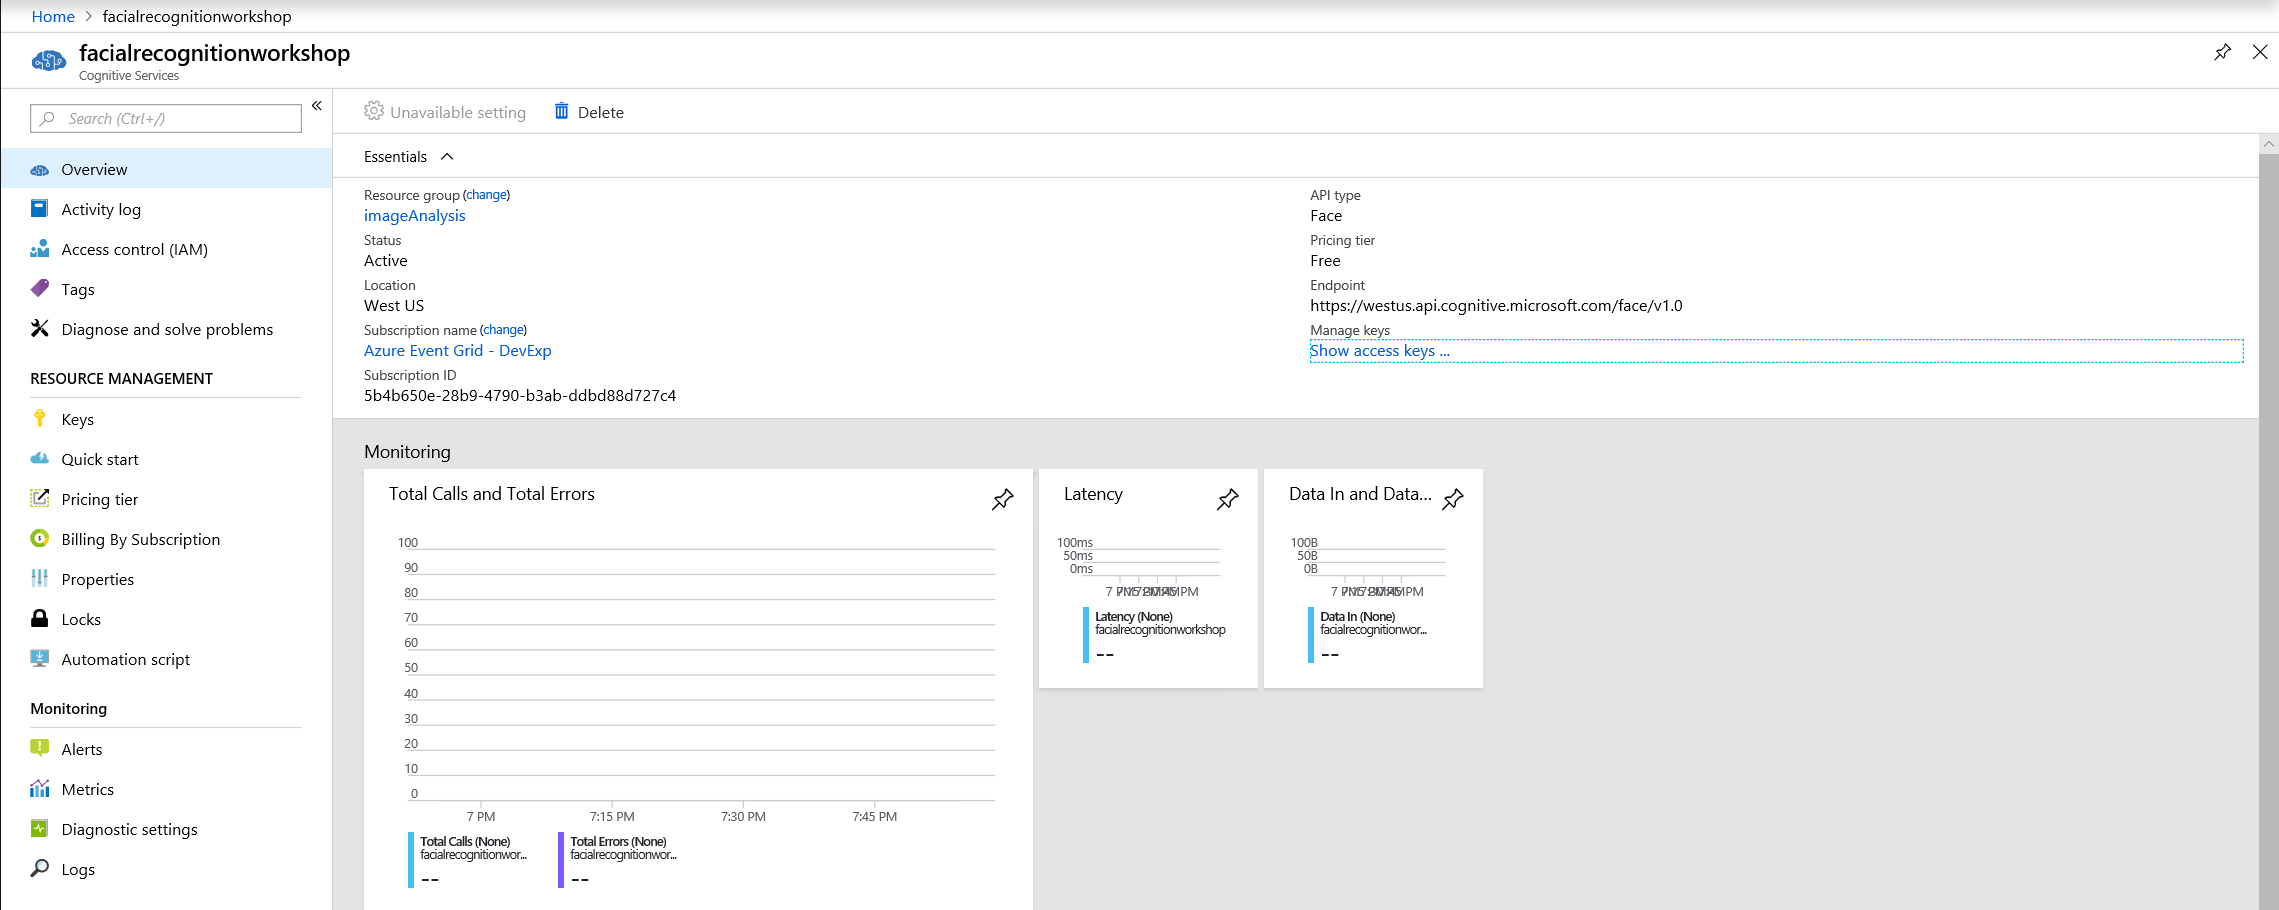 Home > facialrecognitionworkshop
facialrecognitionworkshop
Cognitive Services
Search (Ctrl+/)
«
Overview
Activity log
Access control (IAM)
Tags
Diagnose and solve problems
RESOURCE MANAGEMENT
Keys
Quick start
Pricing tier
Billing By Subscription
Properties
Locks
Automation script
Monitoring
Alerts
Metrics
Diagnostic settings
Logs
Unavailable setting
Delete
Essentials
Resource group (change)
imageAnalysis
Status
Active
Location
West US
Subscription name (change)
Azure Event Grid - DevExp
Subscription ID
5b4b650e-28b9-4790-b3ab-ddbd88d727c4
API type
Face
Pricing tier
Free
Endpoint
https://westus.api.cognitive.microsoft.com/face/v1.0
Manage keys
Show access keys ...
Monitoring
Total Calls and Total Errors
100
90
80
70
60
50
40
30
20
10
0
7 PM 7:15 PM 7:30 PM 7:45 PM
Total Calls (None)
facialrecognitionwor...
--
Total Errors (None)
facialrecognitionwor...
--
Latency
100ms
50ms
0ms
7 PM
Latency (None)
facialrecognitionworkshop
--
Data In and Data...
100B
50B
0B
7 PM
Data In (None)
facialrecognitionwor...
--